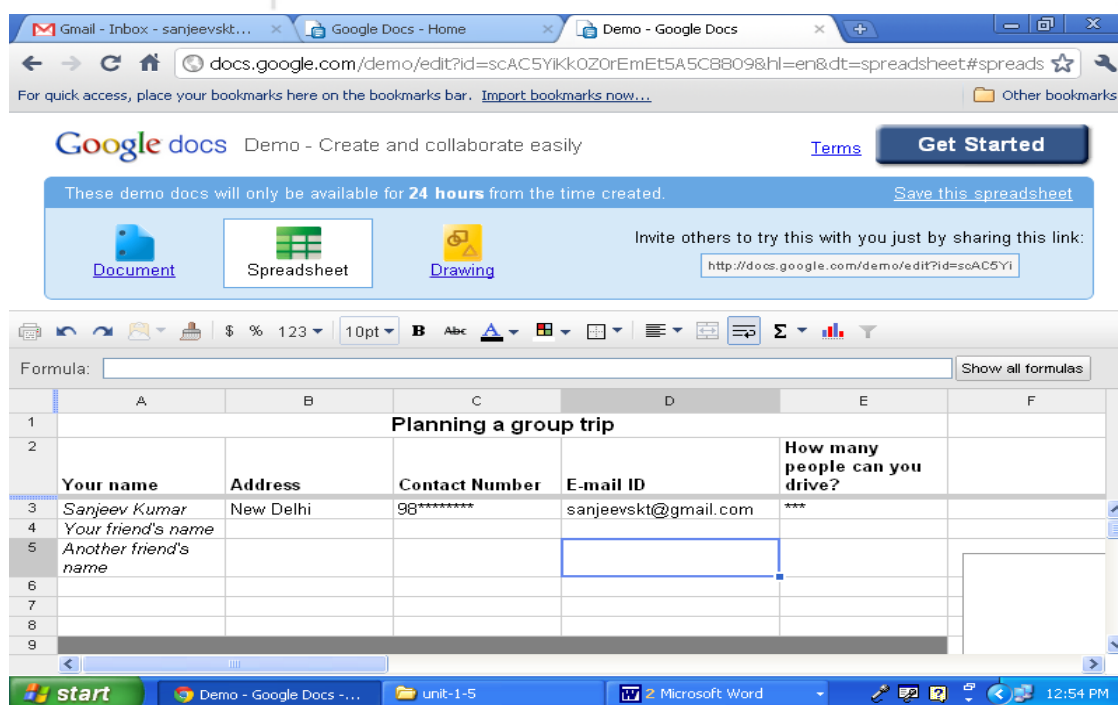 Gmail - Inbox - sanjeevskt... Google Docs - Home Demo - Google Docs
docs.google.com/demo/edit?id=scAC5YiKk0Z0rEmEt5A5C8B09&hl=en&dt=spreadsheet#spreads
For quick access, place your bookmarks here on the bookmarks bar. Import bookmarks now... Other bookmarks
Google docs Demo - Create and collaborate easily Terms Get Started
These demo docs will only be available for 24 hours from the time created. Save this spreadsheet
Invite others to try this with you just by sharing this link:
Document Spreadsheet Drawing http://docs.google.com/demo/edit?id=scAC5Yi
$ % 123 10pt B Abc A Σ
Formula: Show all formulas
A B C D E F
1 Planning a group trip
2 How many
people can you
Your name Address Contact Number E-mail ID drive?
3 Sanjeev Kumar New Delhi 98******** sanjeevskt@gmail.com ***
4 Your friend's name
5 Another friend's
name
6
7
8
9
start Demo - Google Docs -... unit-1-5 2 Microsoft Word 12:54 PM